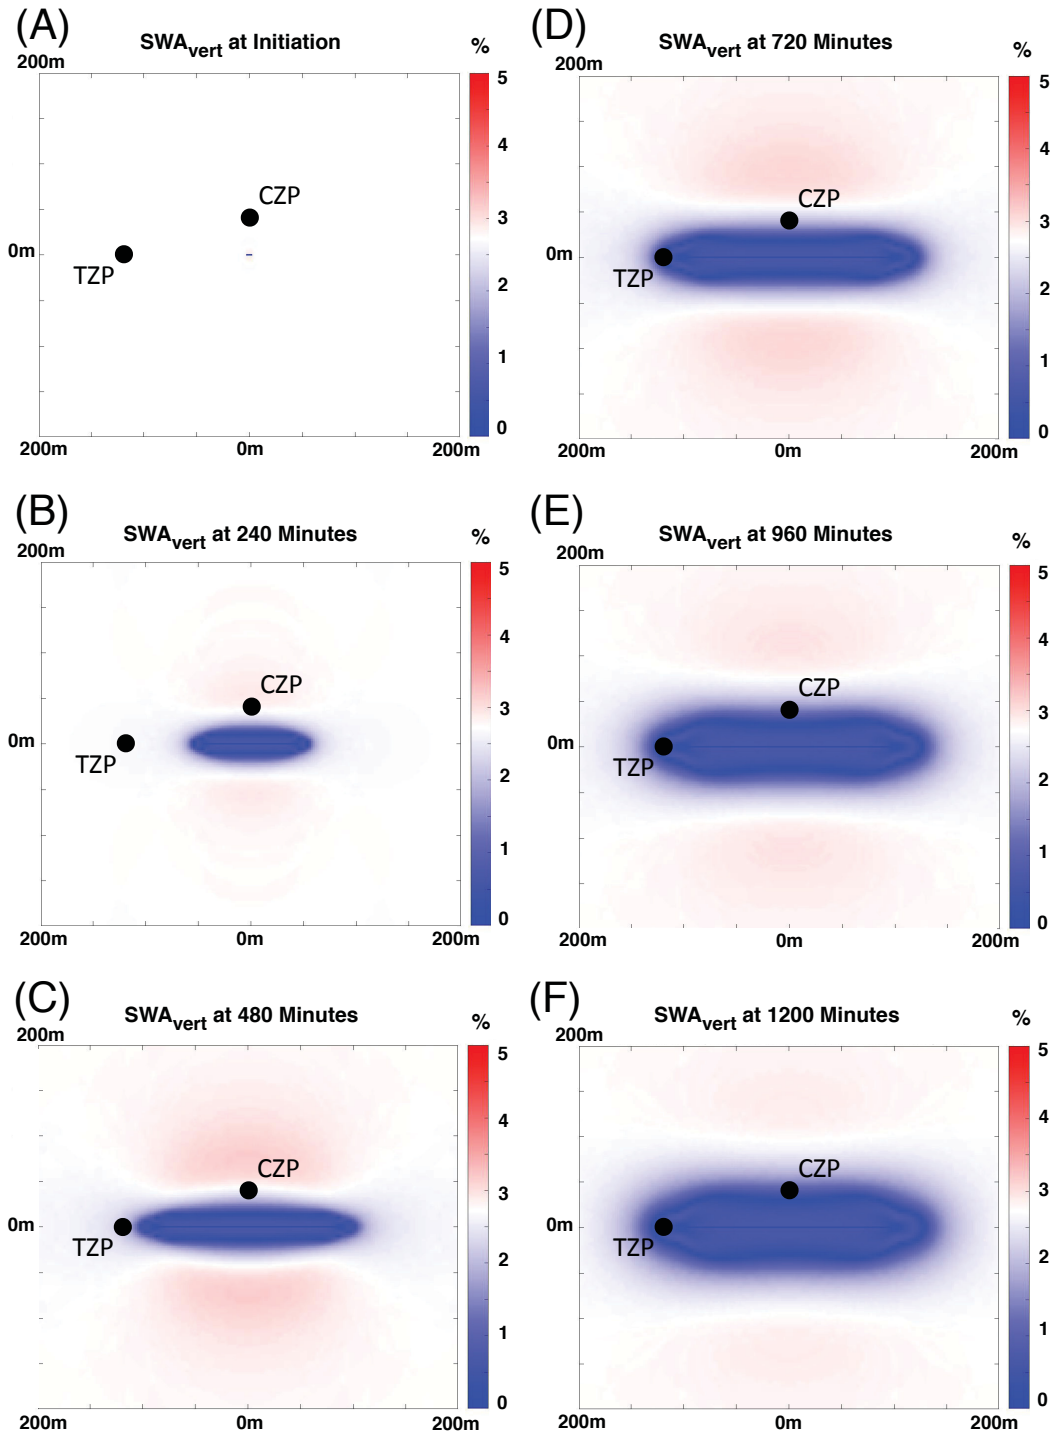 (A)
SWAvert at Initiation
%
200m
5
4
CZP
3
0m
TZP
2
1
0
200m
0m
200m
(B)
SWAvert at 240 Minutes
%
200m
5
4
CZP
3
0m
TZP
2
1
0
200m
0m
200m
(C)
SWAvert at 480 Minutes
%
200m
5
4
CZP
3
0m
TZP
2
1
0
200m
0m
200m
(D)
SWAvert at 720 Minutes
%
200m
5
4
CZP
3
0m
TZP
2
1
0
200m
0m
200m
(E)
SWAvert at 960 Minutes
%
200m
5
4
CZP
3
0m
TZP
2
1
0
200m
0m
200m
(F)
SWAvert at 1200 Minutes
%
200m
5
4
CZP
3
0m
TZP
2
1
0
200m
0m
200m